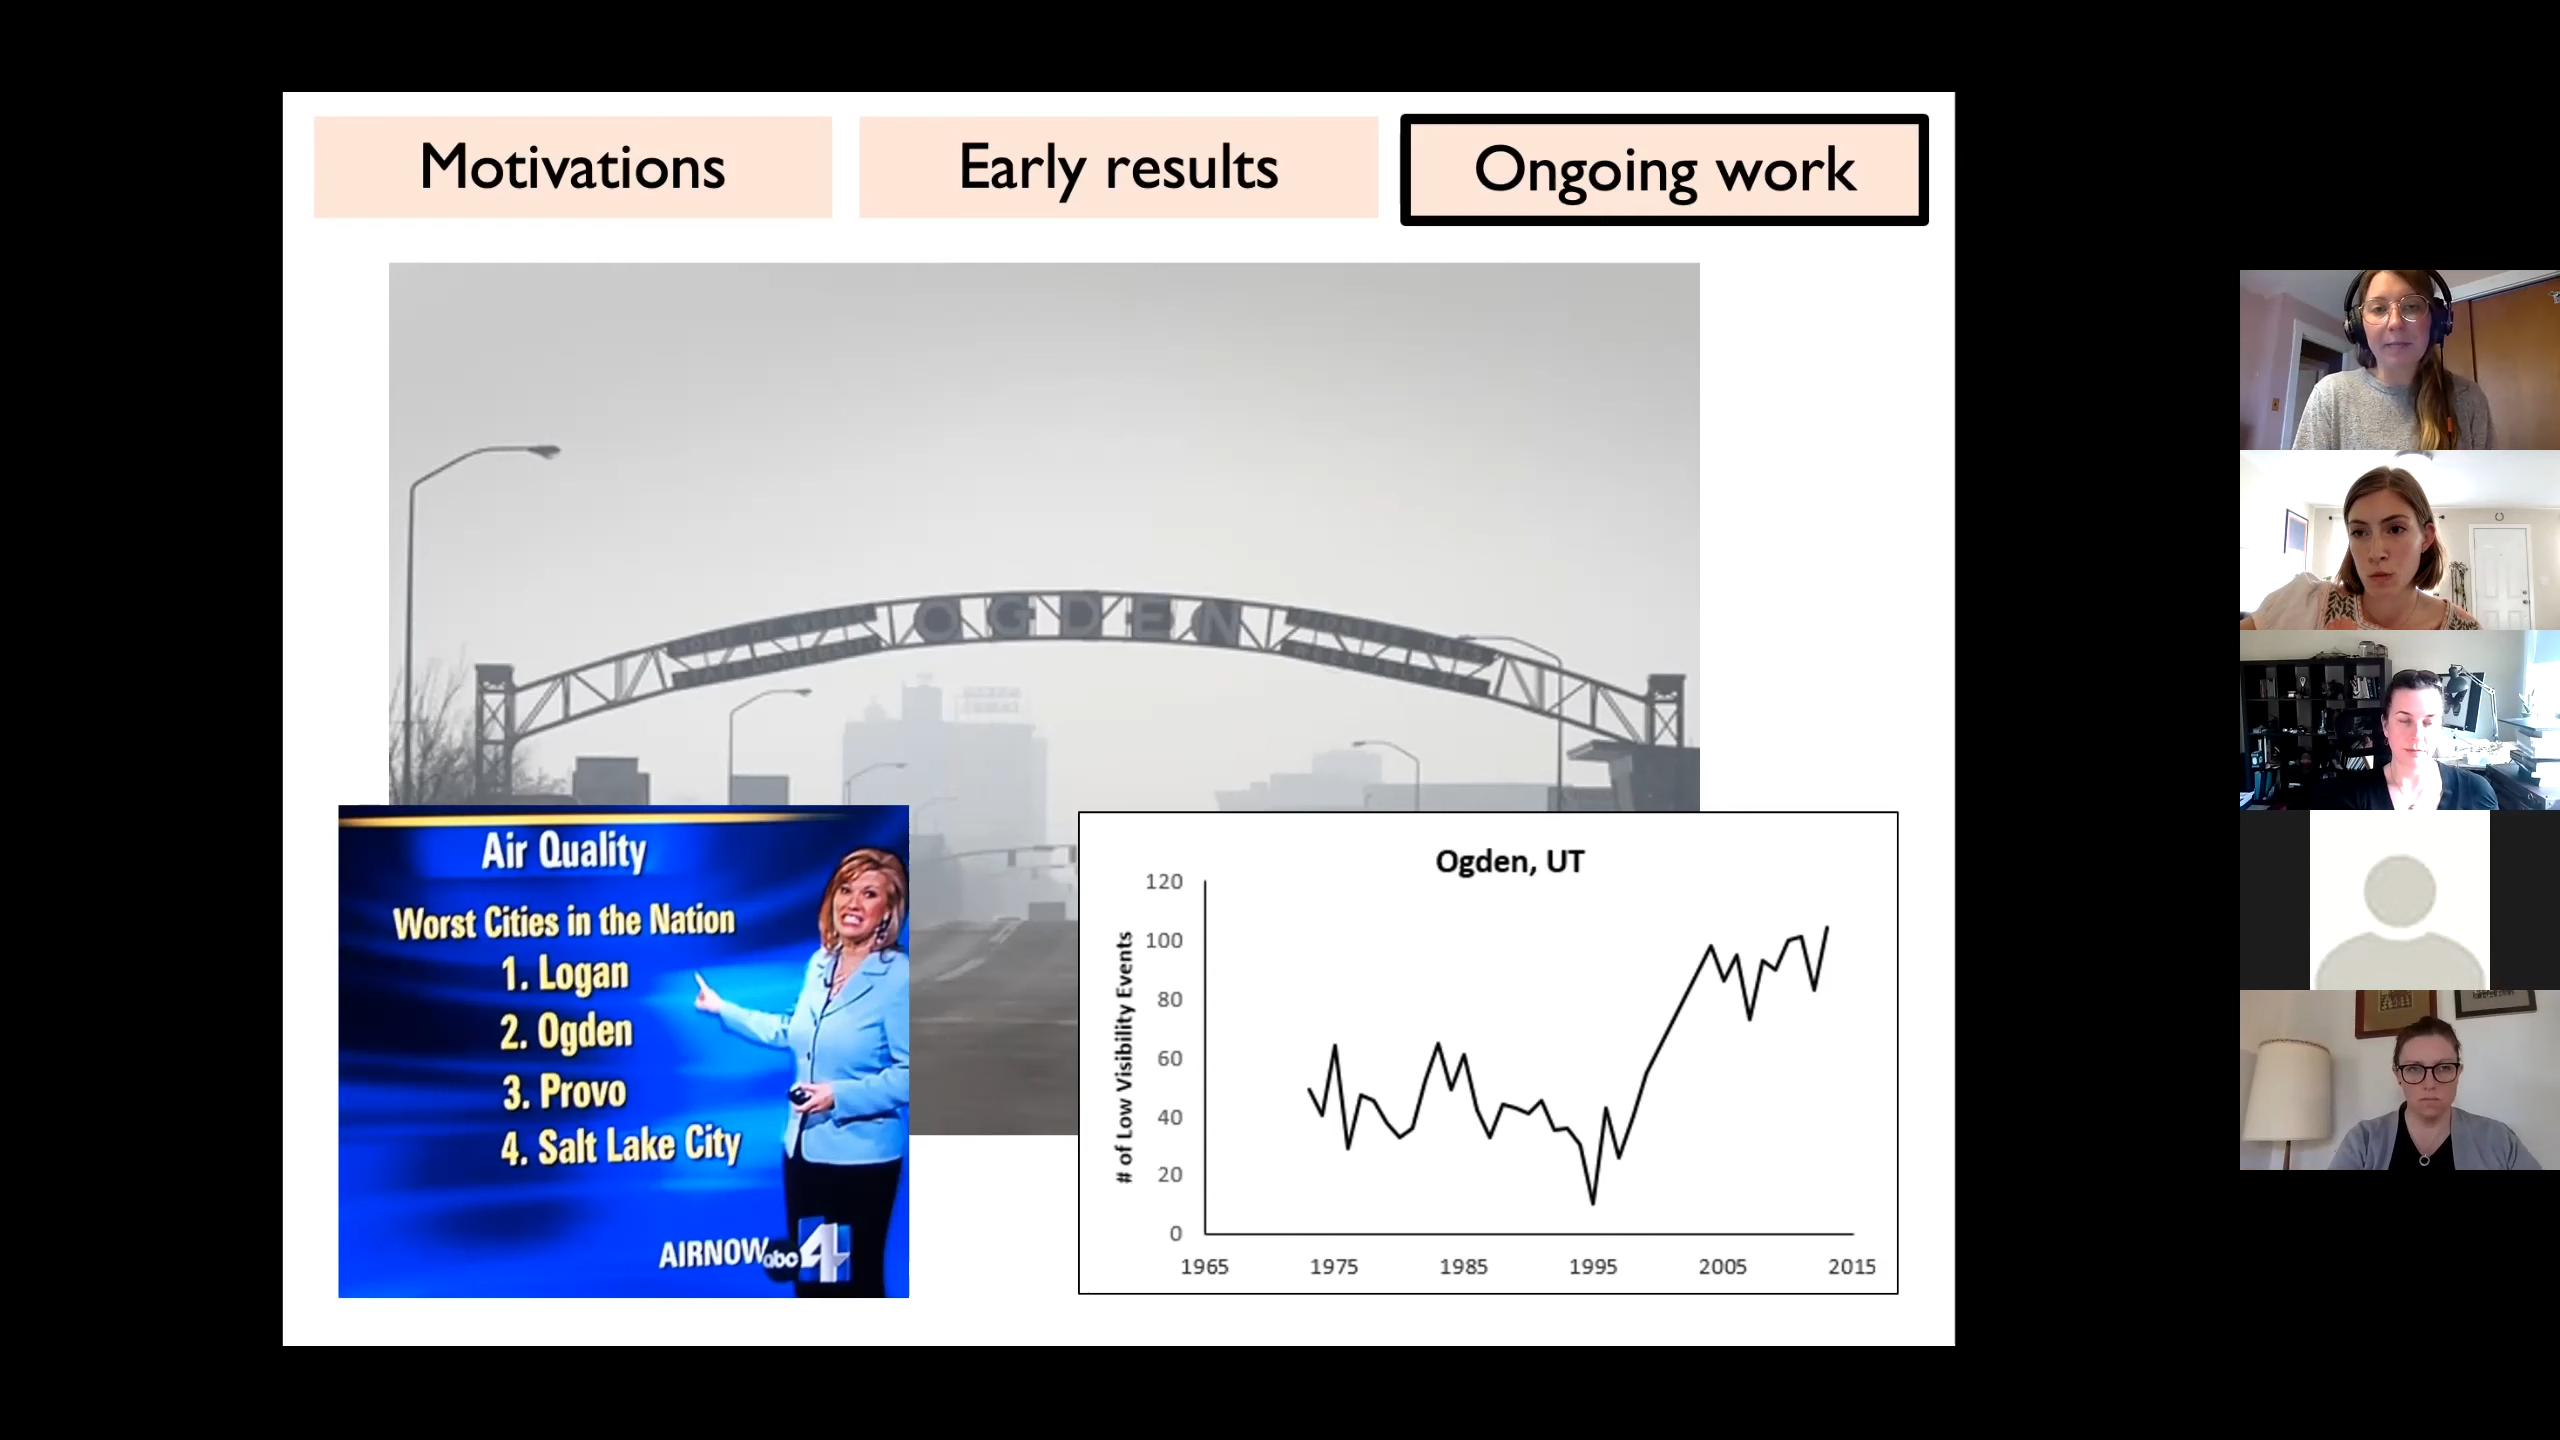 Motivations
Early results
Ongoing work
OGDEN
Air Quality
Worst Cities in the Nation
1. Logan
2. Ogden
3. Provo
4. Salt Lake City
AIRNOW abc 4
Ogden, UT
# of Low Visibility Events
120
100
80
60
40
20
0
1965 1975 1985 1995 2005 2015